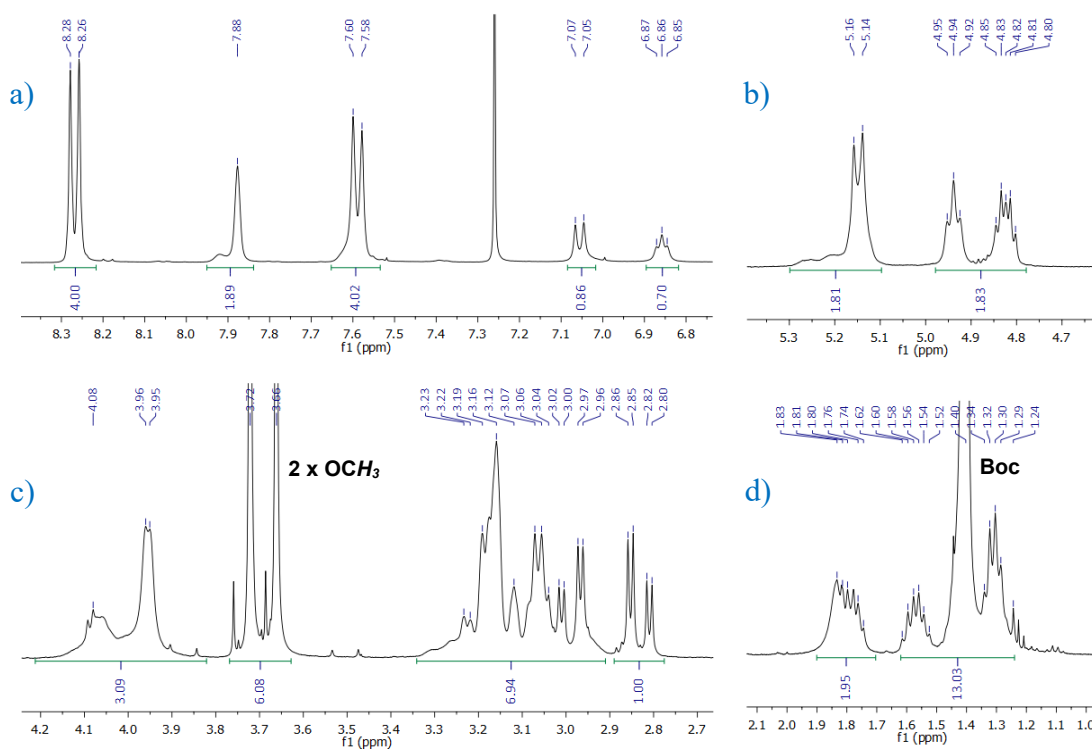 8.28 8.26 7.88 7.60 7.58 7.07 7.05 6.87 6.86 6.85
a)
4.00 1.89 4.02 0.86 0.70
8.3 8.2 8.1 8.0 7.9 7.8 7.7 7.6 7.5 7.4 7.3 7.2 7.1 7.0 6.9 6.8
f1 (ppm)
5.16 5.14 4.95 4.94 4.92 4.85 4.83 4.82 4.81 4.80
b)
1.81 1.83
5.3 5.2 5.1 5.0 4.9 4.8 4.7
f1 (ppm)
4.08 3.96 3.95 3.72 3.66 3.23 3.22 3.19 3.16 3.12 3.07 3.06 3.04 3.02 3.00 2.97 2.96 2.86 2.85 2.82 2.80
2 x OCH3
c)
3.09 6.08 6.94 1.00
4.2 4.1 4.0 3.9 3.8 3.7 3.6 3.5 3.4 3.3 3.2 3.1 3.0 2.9 2.8 2.7
f1 (ppm)
1.83 1.81 1.80 1.76 1.74 1.62 1.60 1.58 1.56 1.54 1.52 1.40 1.34 1.32 1.30 1.29 1.24
Boc
d)
1.95 13.03
2.1 2.0 1.9 1.8 1.7 1.6 1.5 1.4 1.3 1.2 1.1 1.0
f1 (ppm)